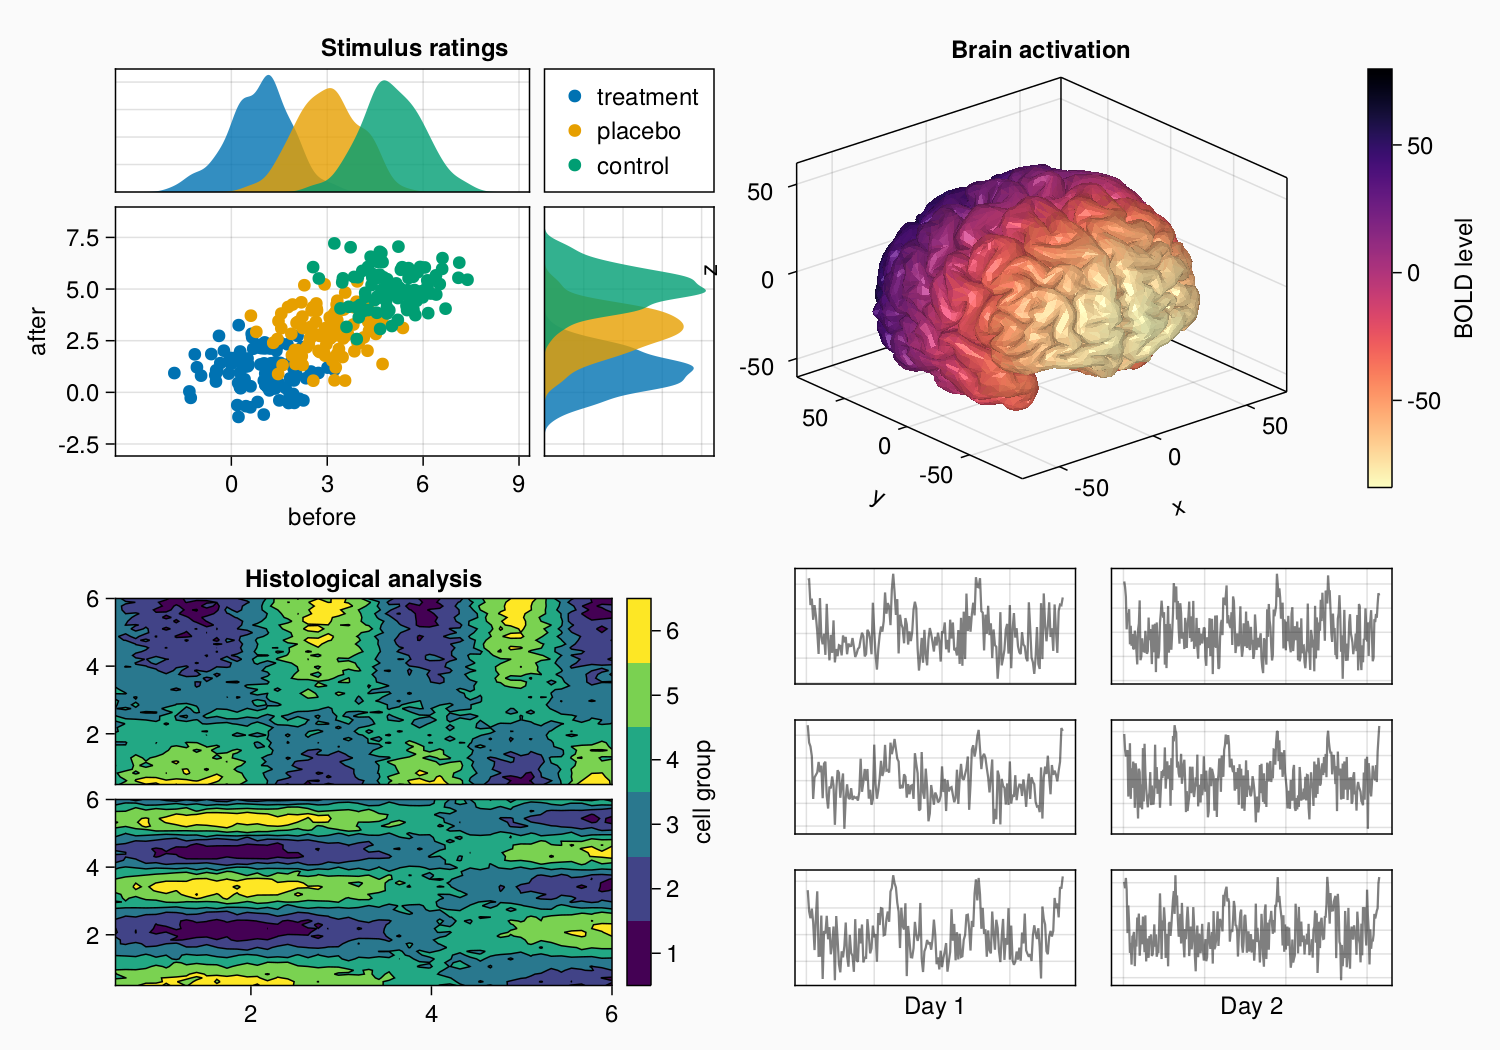 Stimulus ratings
treatment
placebo
control
7.5
5.0
2.5
0.0
-2.5
after
0 3 6 9
before
Brain activation
50
0
-50
z
50
0
-50
y
-50
0
50
x
50
0
-50
BOLD level
Histological analysis
6
4
2
6
4
2
2 4 6
6
5
4
3
2
1
cell group
Day 1
Day 2